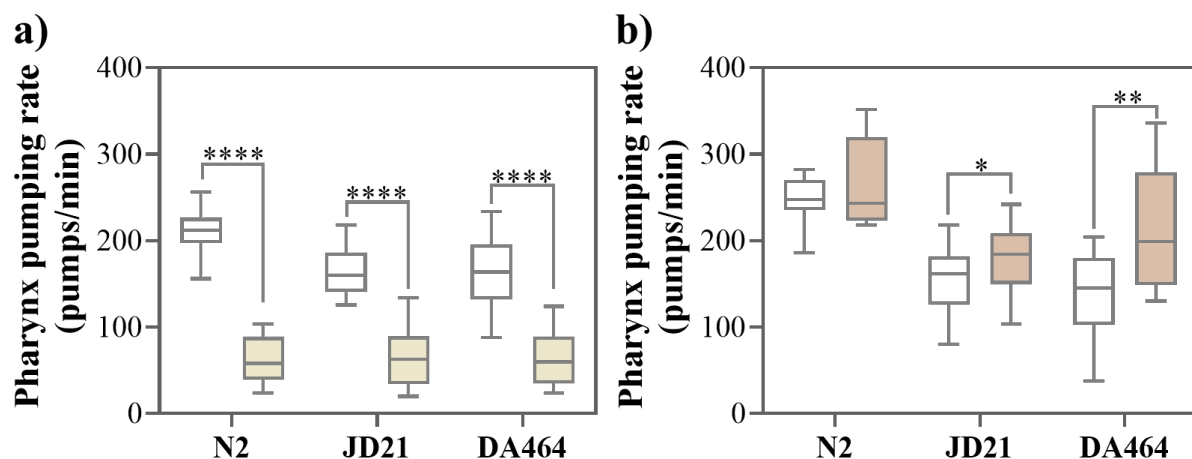 a)
Pharynx pumping rate
(pumps/min)
400
300
200
100
0
****
****
****
N2
JD21
DA464
b)
Pharynx pumping rate
(pumps/min)
400
300
200
100
0
*
**
N2
JD21
DA464